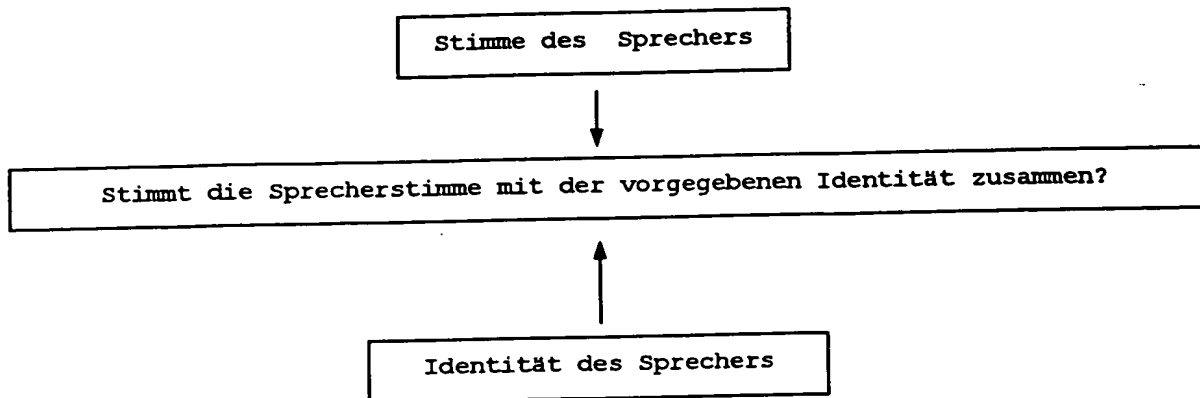 Stimme des Sprechers
Stimmt die Sprecherstimme mit der vorgegebenen Identität zusammen?
Identität des Sprechers